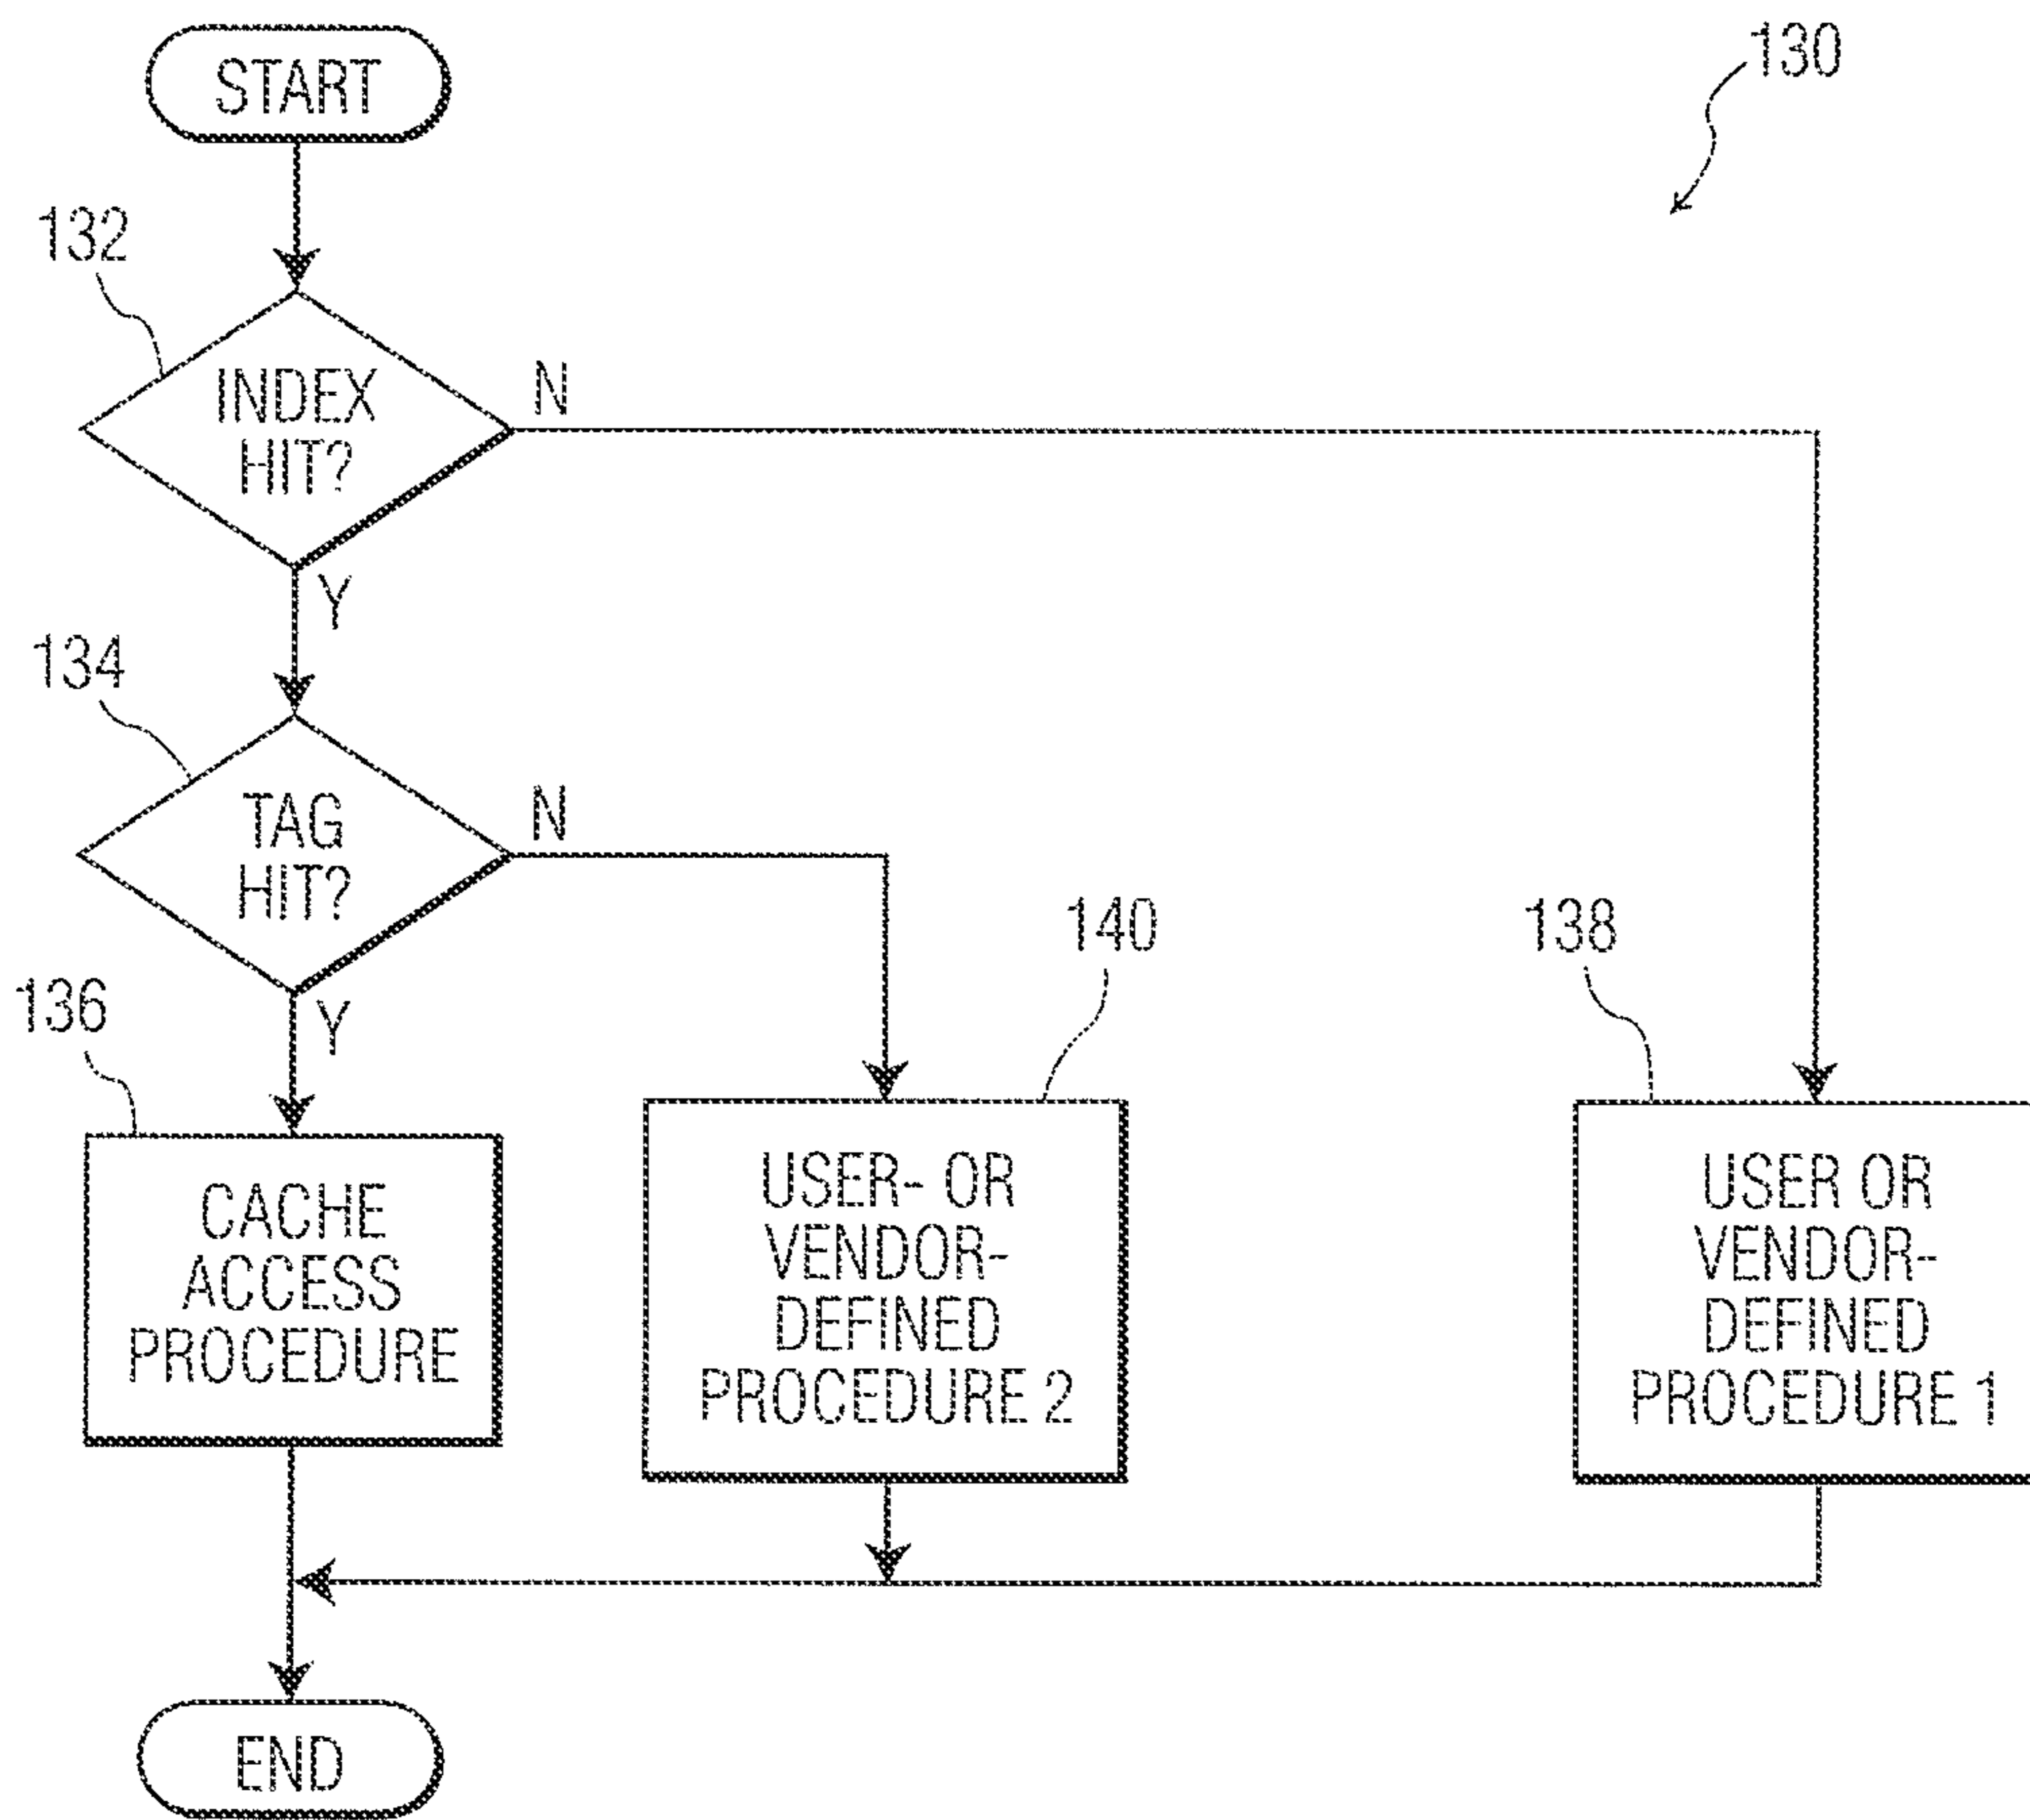 START
130
132
INDEX
HIT?
N
Y
134
TAG
HIT?
N
Y
136
CACHE
ACCESS
PROCEDURE
140
USER- OR
VENDOR-
DEFINED
PROCEDURE 2
138
USER OR
VENDOR-
DEFINED
PROCEDURE 1
END